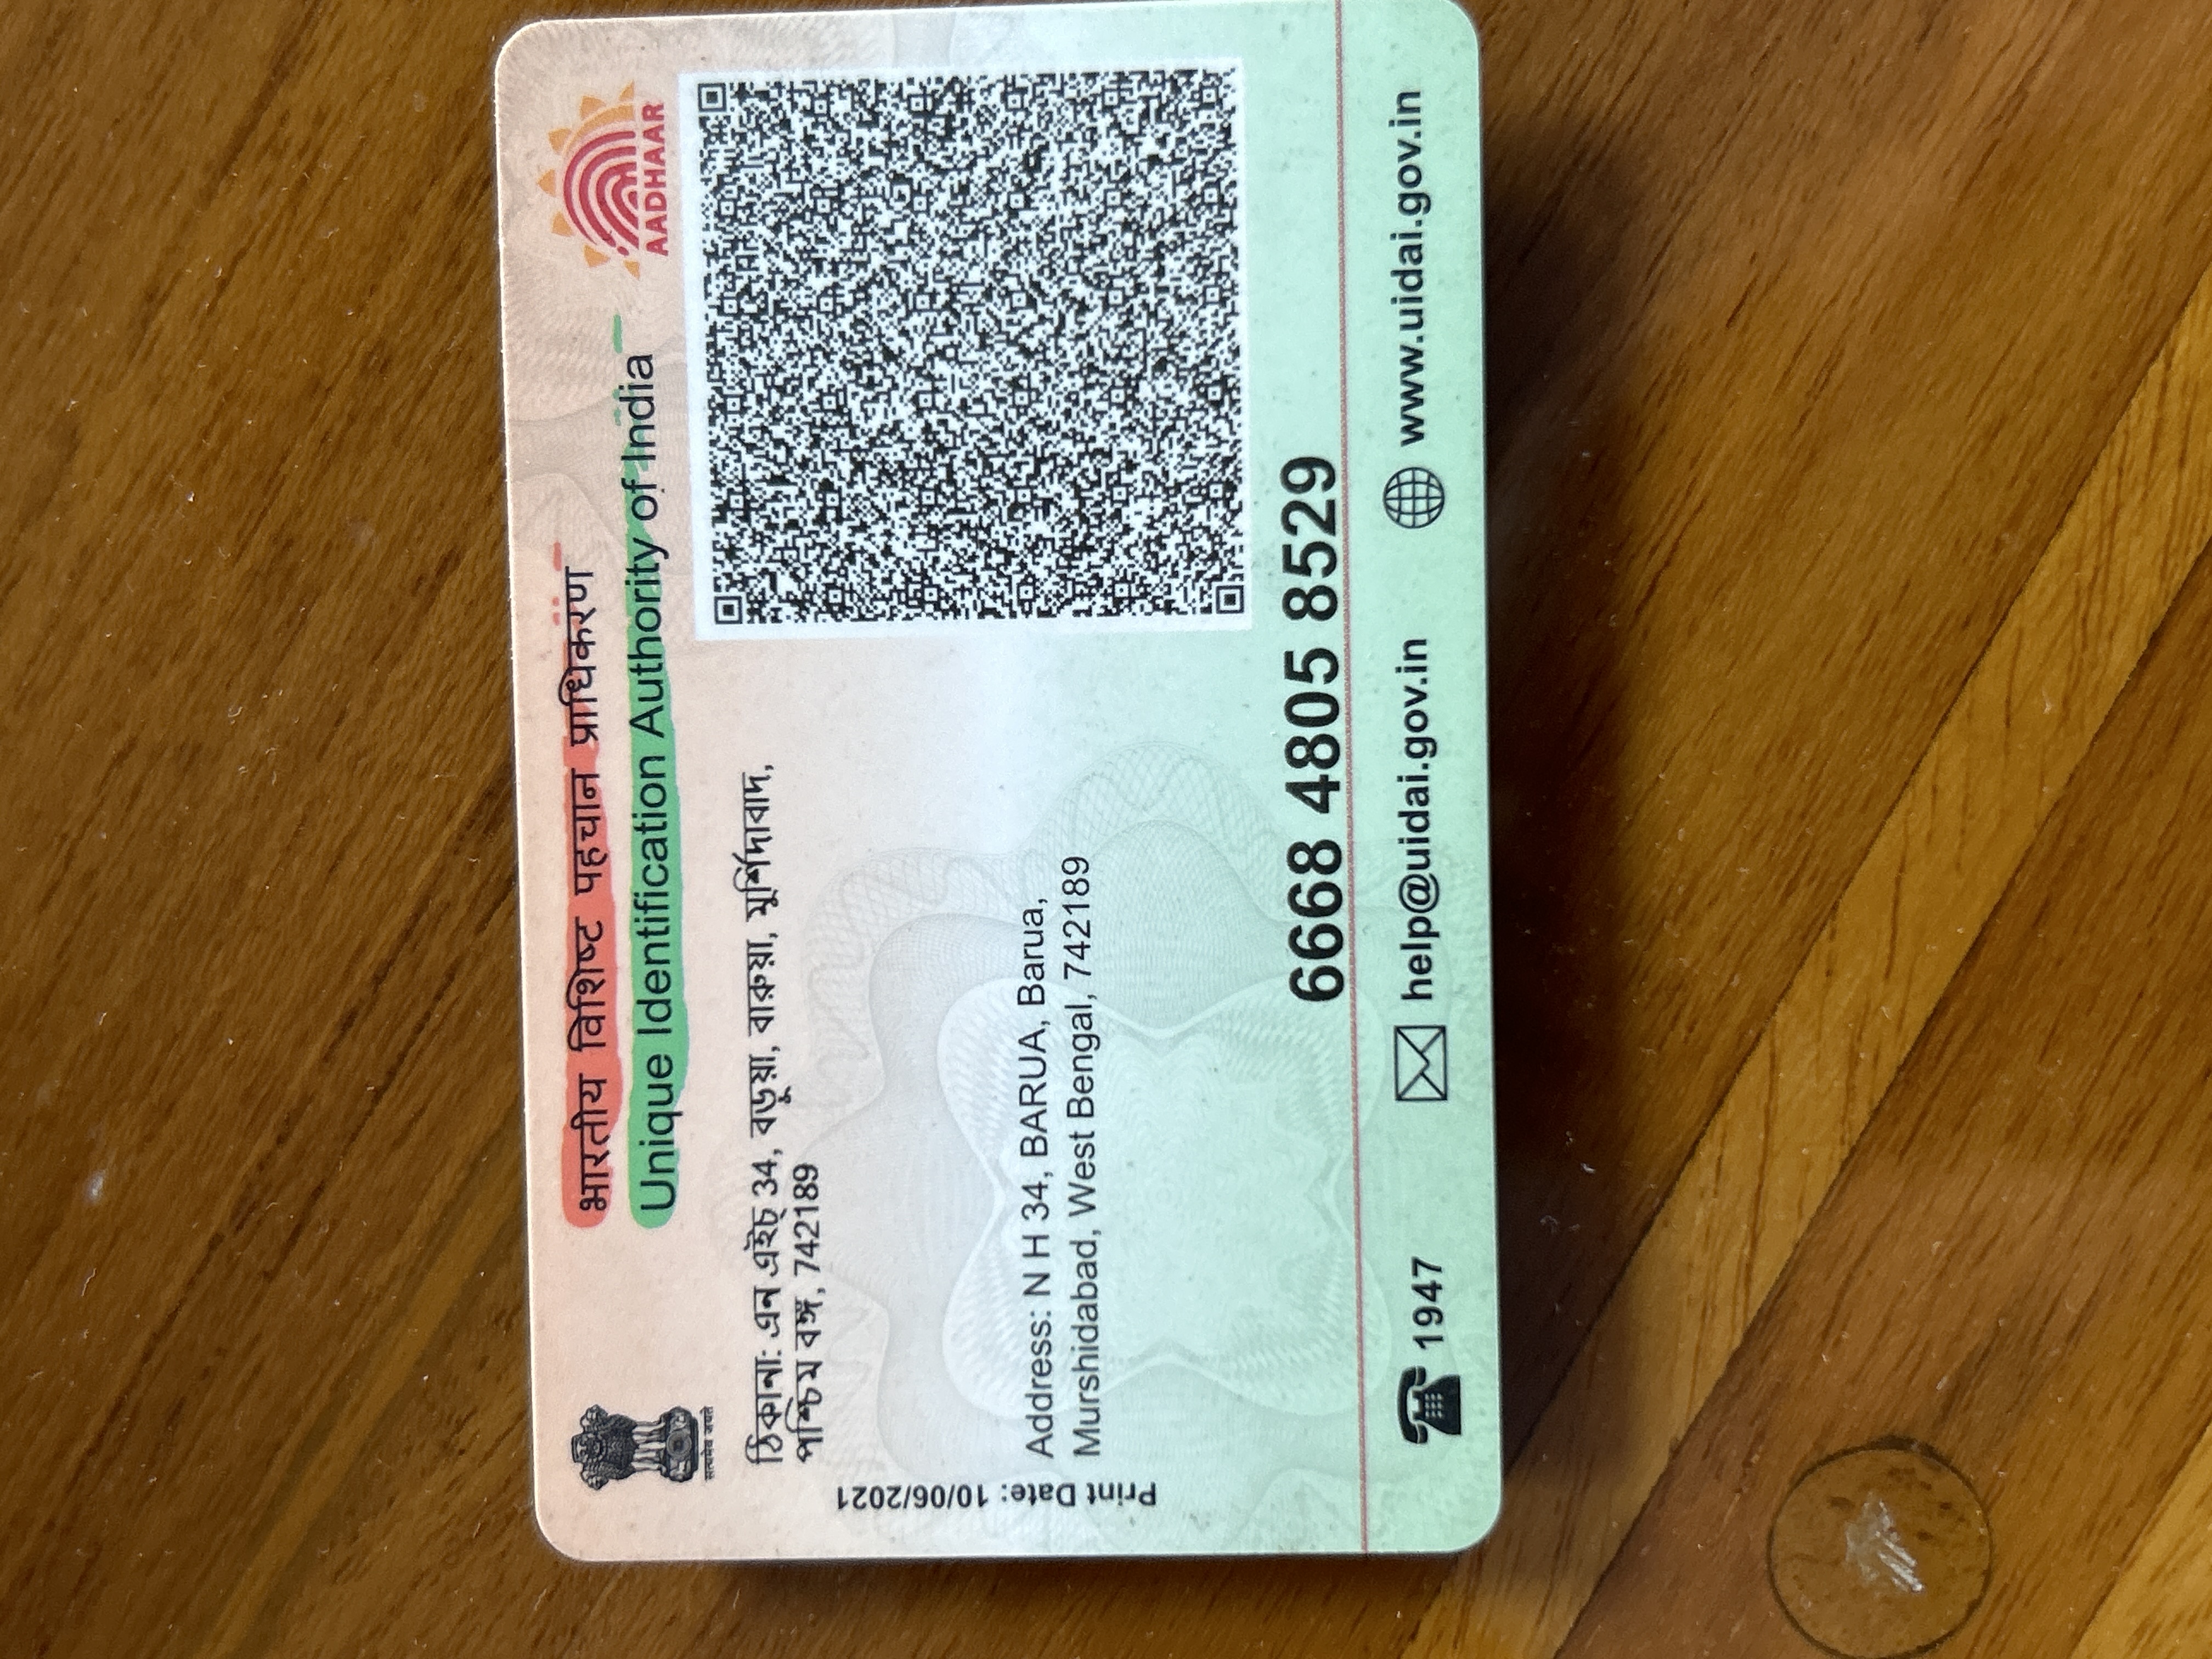 भारतीय विशिष्ट पहचान प्राधिकरण
Unique Identification Authority of India
AADHAAR
सत्यमेव जयते
ঠিকানা: এন এইচ্ 34, বড়ুয়া, বারুয়া, মুর্শিদাবাদ,
পশ্চিম বঙ্গ, 742189
Print Date: 10/06/2021
Address: N H 34, BARUA, Barua,
Murshidabad, West Bengal, 742189
6668 4805 8529
1947
help@uidai.gov.in
www.uidai.gov.in